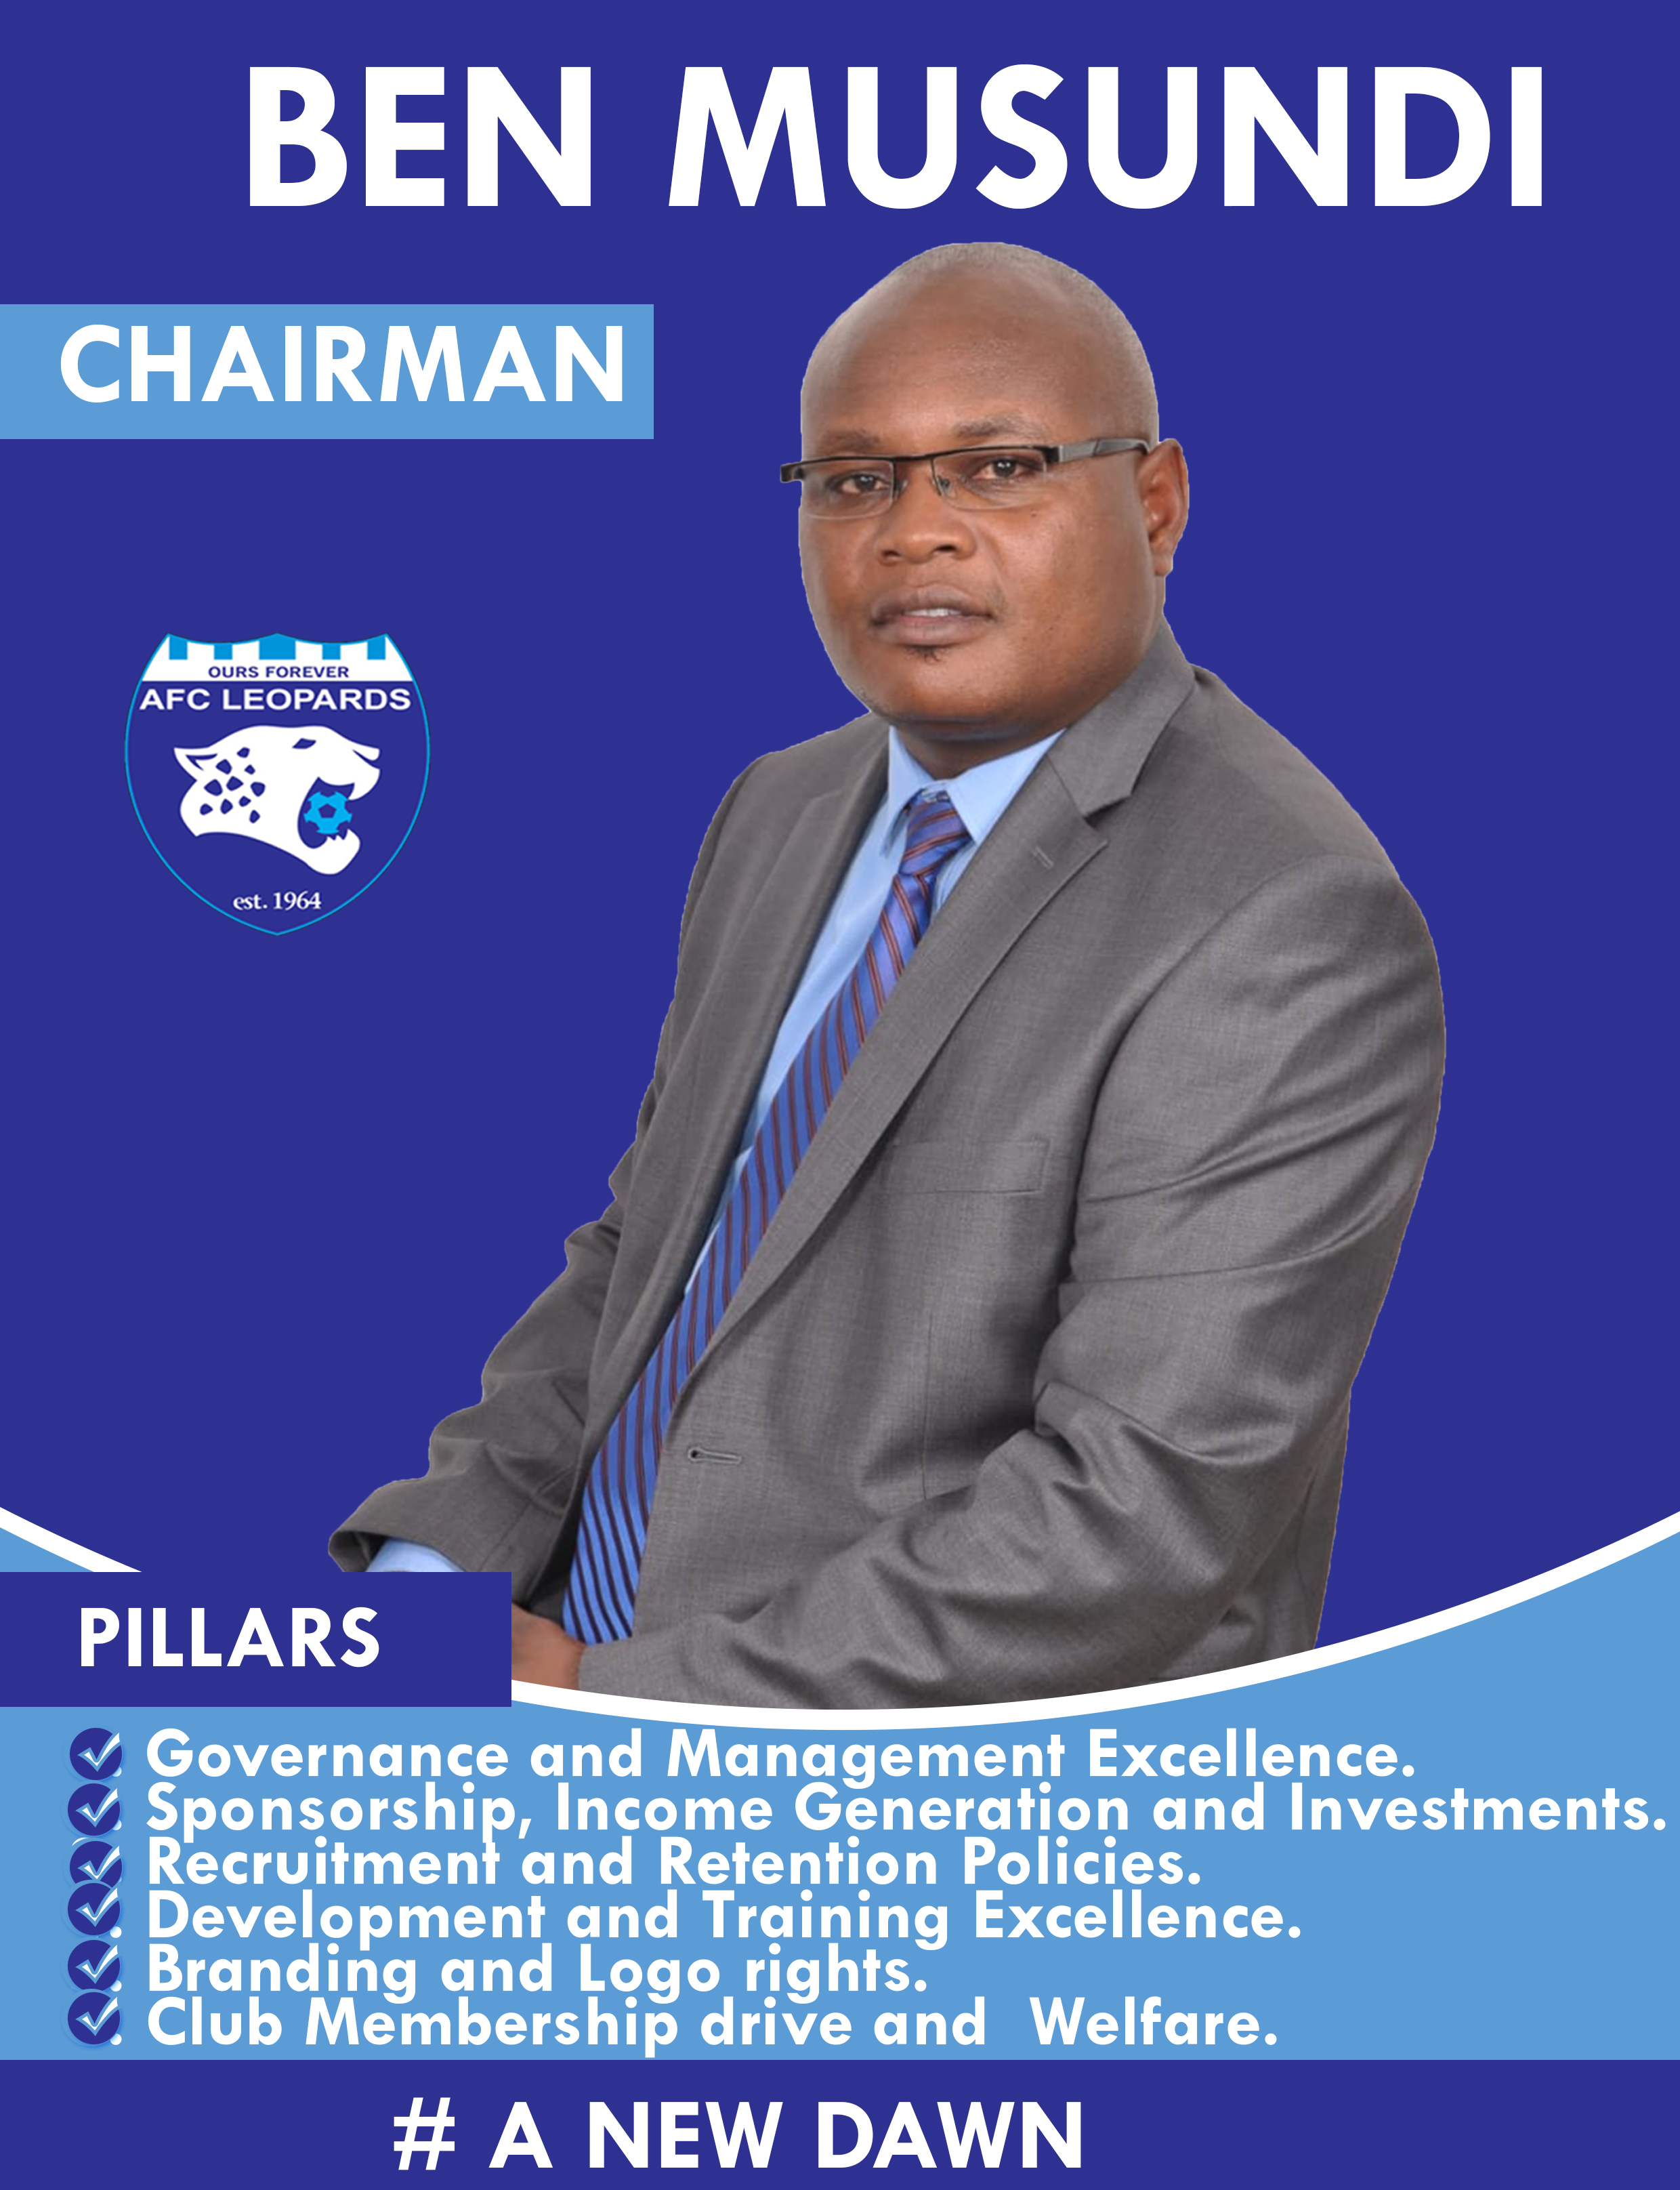 BEN MUSUNDI
CHAIRMAN
OURS FOREVER
AFC LEOPARDS
est. 1964
PILLARS
Governance and Management Excellence.
Sponsorship, Income Generation and Investments.
Recruitment and Retention Policies.
Development and Training Excellence.
Branding and Logo rights.
Club Membership drive and  Welfare.
# A NEW DAWN